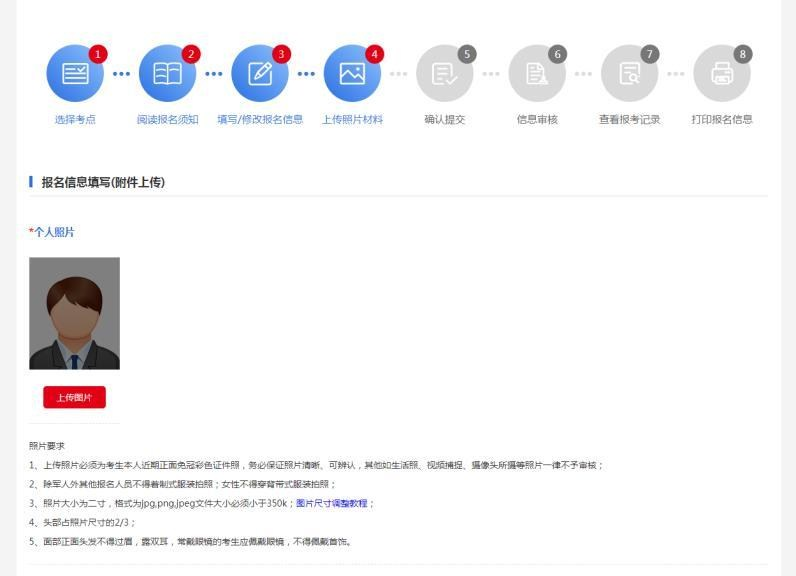 1 2 3 4 5 6 7 8
选择考点 阅读报名须知 填写/修改报名信息 上传照片材料 确认提交 信息审核 查看报考记录 打印报名信息
报名信息填写(附件上传)
*个人照片
上传图片
照片要求
1、上传照片必须为考生本人近期正面免冠彩色证件照，务必保证照片清晰、可辨认，其他如生活照、视频捕捉、摄像头所摄等照片一律不予审核；
2、除军人外其他报名人员不得着制式服装拍照；女性不得穿背带式服装拍照；
3、照片大小为二寸，格式为jpg,png,jpeg文件大小必须小于350k；图片尺寸调整教程；
4、头部占照片尺寸的2/3；
5、面部正面头发不得过眉，露双耳，常戴眼镜的考生应佩戴眼镜，不得佩戴首饰。